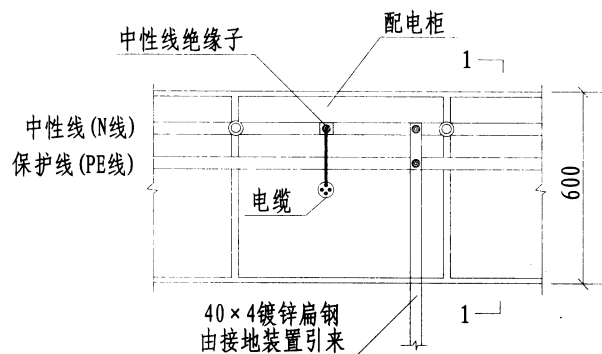 配电柜
中性线绝缘子
1
中性线(N线)
保护线(PE线)
电缆
600
40×4镀锌扁钢
由接地装置引来
1